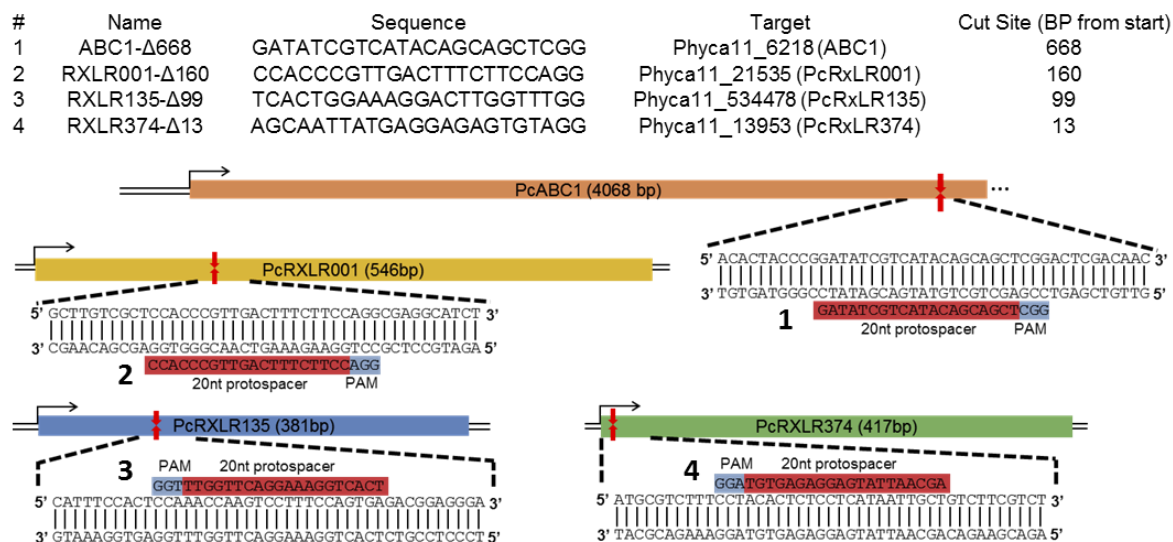 # Name Sequence Target Cut Site (BP from start)
1 ABC1-Δ668 GATATCGTCATACAGCAGCTCGG Phyca11_6218 (ABC1) 668
2 RXLR001-Δ160 CCACCCGTTGACTTTCTTCCAGG Phyca11_21535 (PcRxLR001) 160
3 RXLR135-Δ99 TCACTGGAAAGGACTTGGTTTGG Phyca11_534478 (PcRxLR135) 99
4 RXLR374-Δ13 AGCAATTATGAGGAGAGTGTAGG Phyca11_13953 (PcRxLR374) 13
PcABC1 (4068 bp) ...
5' ACACTACCCGGATATCGTCATACAGCAGCTCGGACTCGACAAC 3'
3' TGTGATGGGCCTATAGCAGTATGTCGTCGAGCCTGAGCTGTTG 5'
GATATCGTCATACAGCAGCTCGG
1 20nt protospacer PAM
PcRXLR001 (546bp)
5' GCTTGTCGCTCCACCCGTTGACTTTCTTCCAGGCGAGGCATCT 3'
3' CGAACAGCGAGGTGGGCAACTGAAAGAAGGTCCGCTCCGTAGA 5'
CCACCCGTTGACTTTCTTCCAGG
2 20nt protospacer PAM
PcRXLR135 (381bp)
3 PAM 20nt protospacer
GGTTTGGTTCAGGAAAGGTCACT
5' CATTTCCACTCCAAACCAAGTCCTTTCCAGTGAGACGGAGGGA 3'
3' GTAAAGGTGAGGTTTGGTTCAGGAAAGGTCACTCTGCCTCCCT 5'
PcRXLR374 (417bp)
4 PAM 20nt protospacer
GGATGTGAGAGGAGTATTAACGA
5' ATGCGTCTTTCCTACACTCTCCTCATAATTGCTGTCTTCGTCT 3'
3' TACGCAGAAAGGATGTGAGAGGAGTATTAACGACAGAAGCAGA 5'